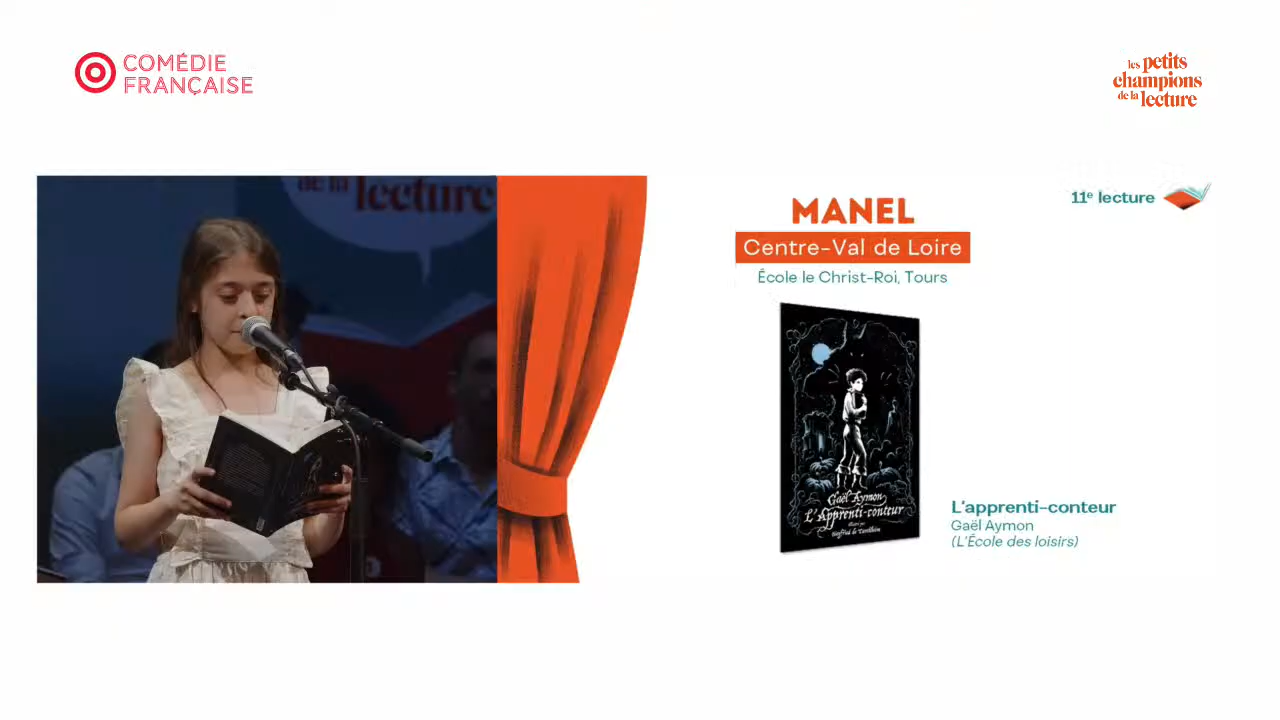 COMÉDIE
FRANÇAISE
les petits
champions
de la lecture
de la lecture
MANEL
Centre-Val de Loire
École le Christ-Roi, Tours
11e lecture
Gaël Aymon
L'Apprenti-conteur
L'apprenti-conteur
Gaël Aymon
(L'École des loisirs)